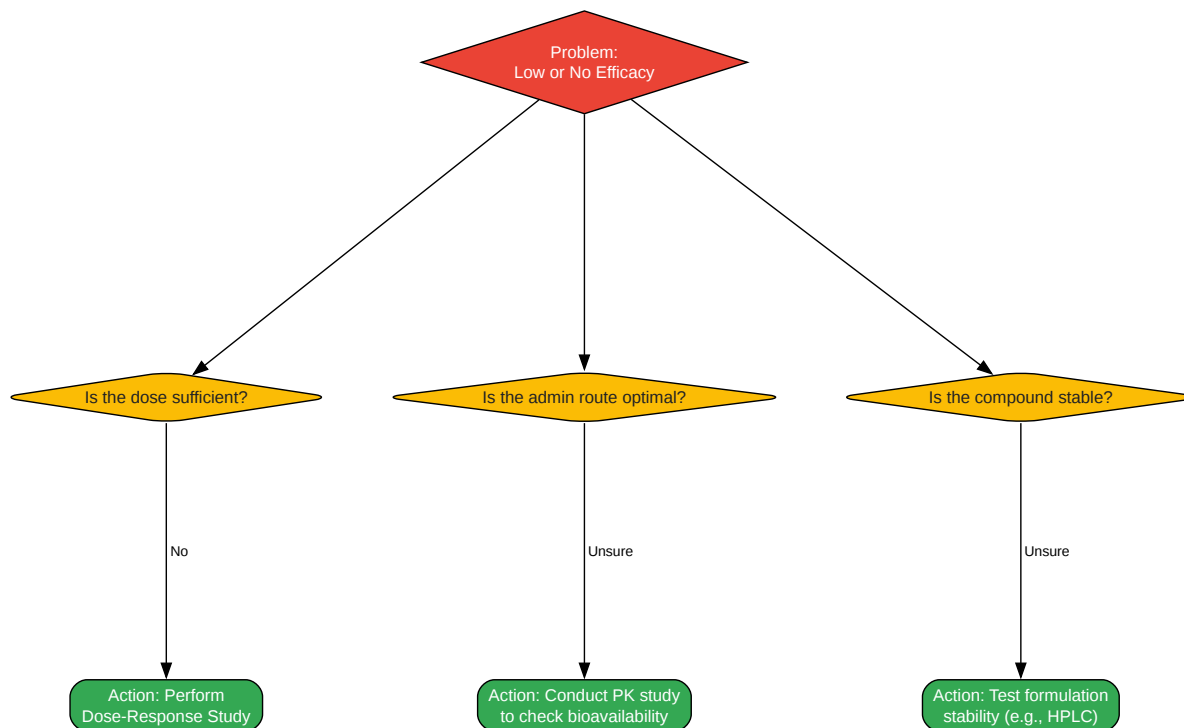 Problem:
Low or No Efficacy
Is the dose sufficient?
Is the admin route optimal?
Is the compound stable?
No
Unsure
Unsure
Action: Perform
Dose-Response Study
Action: Conduct PK study
to check bioavailability
Action: Test formulation
stability (e.g., HPLC)